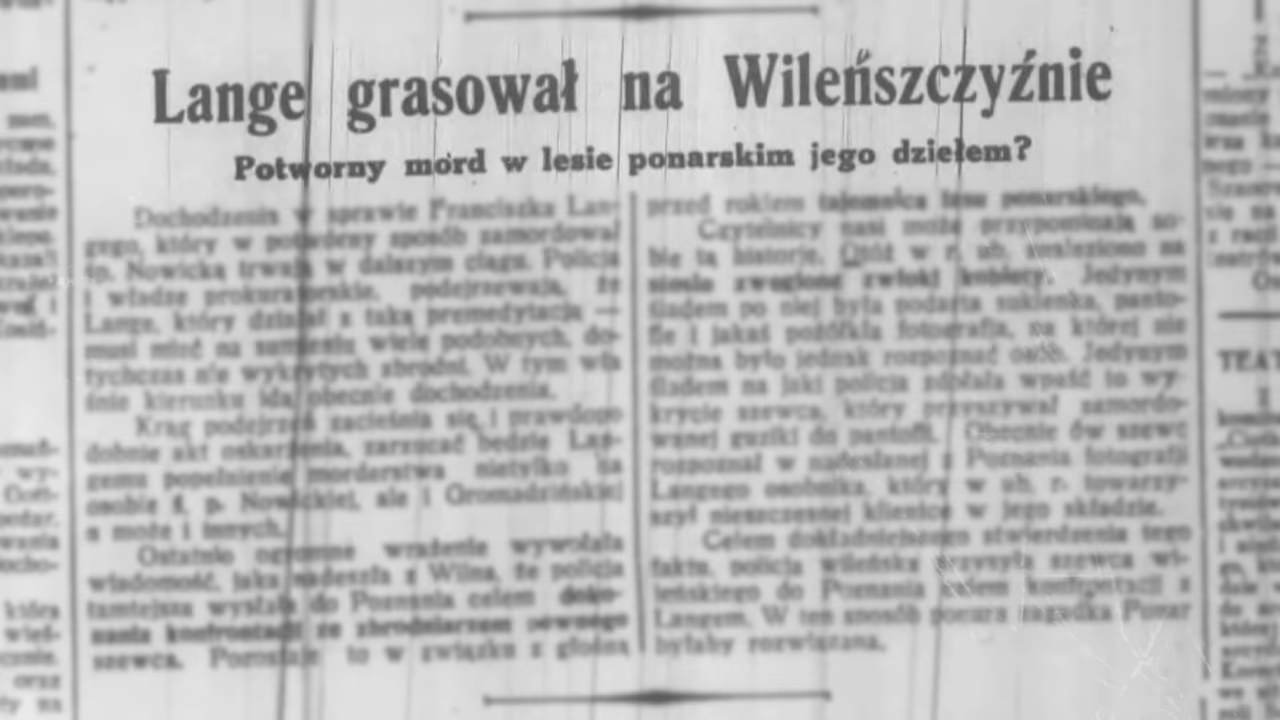 Lange grasował na Wileńszczyźnie
Potworny mord w lesie ponarskim jego dziełem?
Dochodzenia w sprawie Franciszka Lan-
gego, który w potworny sposób zamordował
śp. Nowicką trwają w dalszym ciągu. Policja
i władze prokuratorskie, podejrzewają, że
Lange, który działał z taką premedytacją —
musi mieć na sumieniu wiele podobnych, do-
tychczas nie wykrytych zbrodni. W tym wła
śnie kierunku idą obecnie dochodzenia.
Krąg podejrzeń zacieśnia się i prawdopo
dobnie akt oskarżenia, zarzucać będzie Lan-
gemu popełnienie morderstwa nietylko na
osobie ś. p. Nowickiej, ale i Gromadzińskiej
a może i innych.
Ostatnio ogromne wrażenie wywołała
wiadomość, jaka nadeszła z Wilna, że policja
tamtejsza wysłała do Poznania celem doko-
nania konfrontacji ze zbrodniarzem pewnego
szewca. Pozostaje to w związku z głośną
przed rokiem tajemnicą lasu ponarskiego.
Czytelnicy nasi może przypominają so-
bie tą historję. Otóż w r. ub. znaleziono na
zwęglone zwłoki kobiety. Jedynym
śladem po niej była podarta sukienka, panto-
fle i jakaś pożółkła fotografia, na której nie
można było jednak rozpoznać osób. Jedynym
śladem na jaki policja zdołała wpaść to wy-
krycie szewca, który przyszywał zamordo-
wanej guziki do pantofli. Obecnie ów szewc
rozpoznał w nadesłanej z Poznania fotografji
Langego osobnika, który w ub. r. towarzy-
szył nieszczęsnej klientce w jego składzie.
Celem dokładniejszego stwierdzenia tego
faktu, policja wileńska przysyła szewca wi-
leńskiego do Poznania celem konfrontacji z
Langem. W ten sposób ponura zagadka Ponar
byłaby rozwiązana.
TEAT